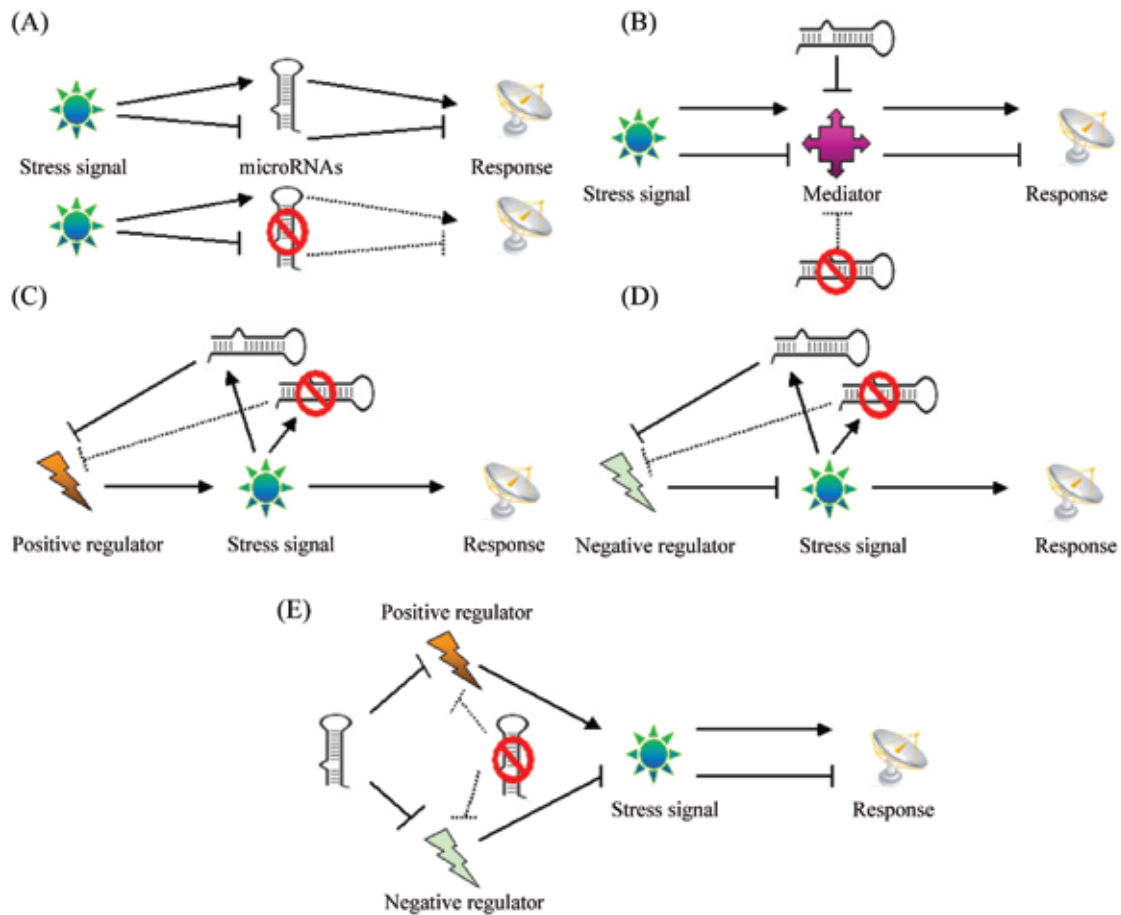 (A)
Stress signal
microRNAs
Response
(B)
Stress signal
Mediator
Response
(C)
Positive regulator
Stress signal
Response
(D)
Negative regulator
Stress signal
Response
(E)
Positive regulator
Stress signal
Response
Negative regulator